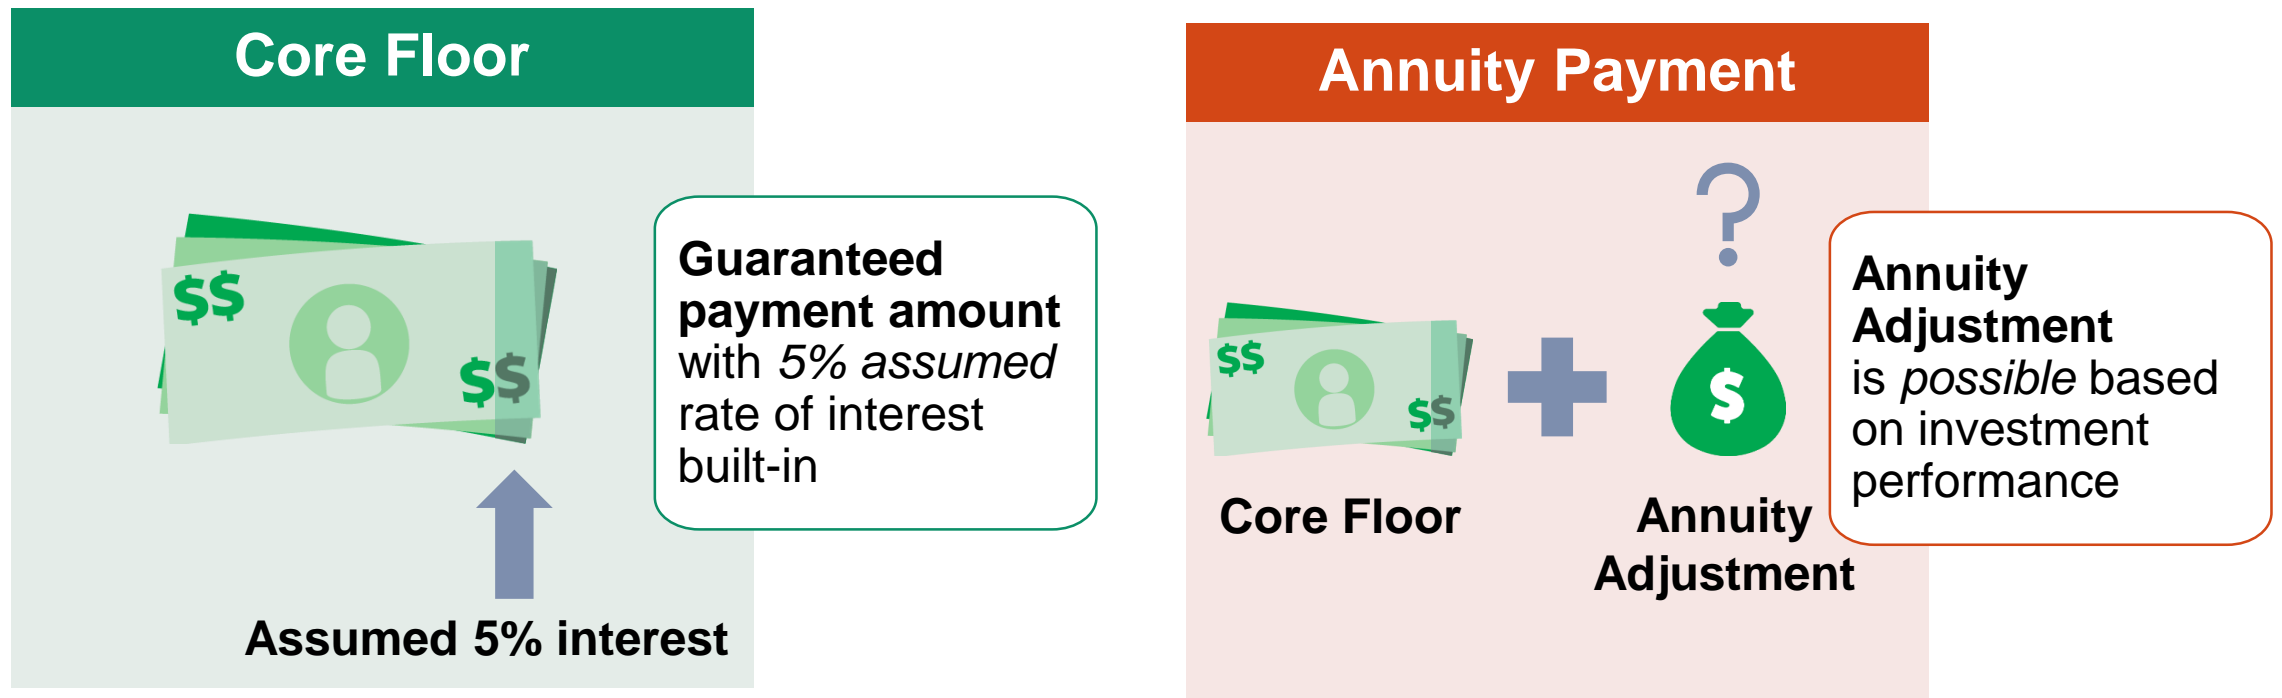 Core Floor
$$
$$
Guaranteed
payment amount
with 5% assumed
rate of interest
built-in
Assumed 5% interest
Annuity Payment
?
$$
$$
$
Core Floor
Annuity
Adjustment
Annuity
Adjustment
is possible based
on investment
performance